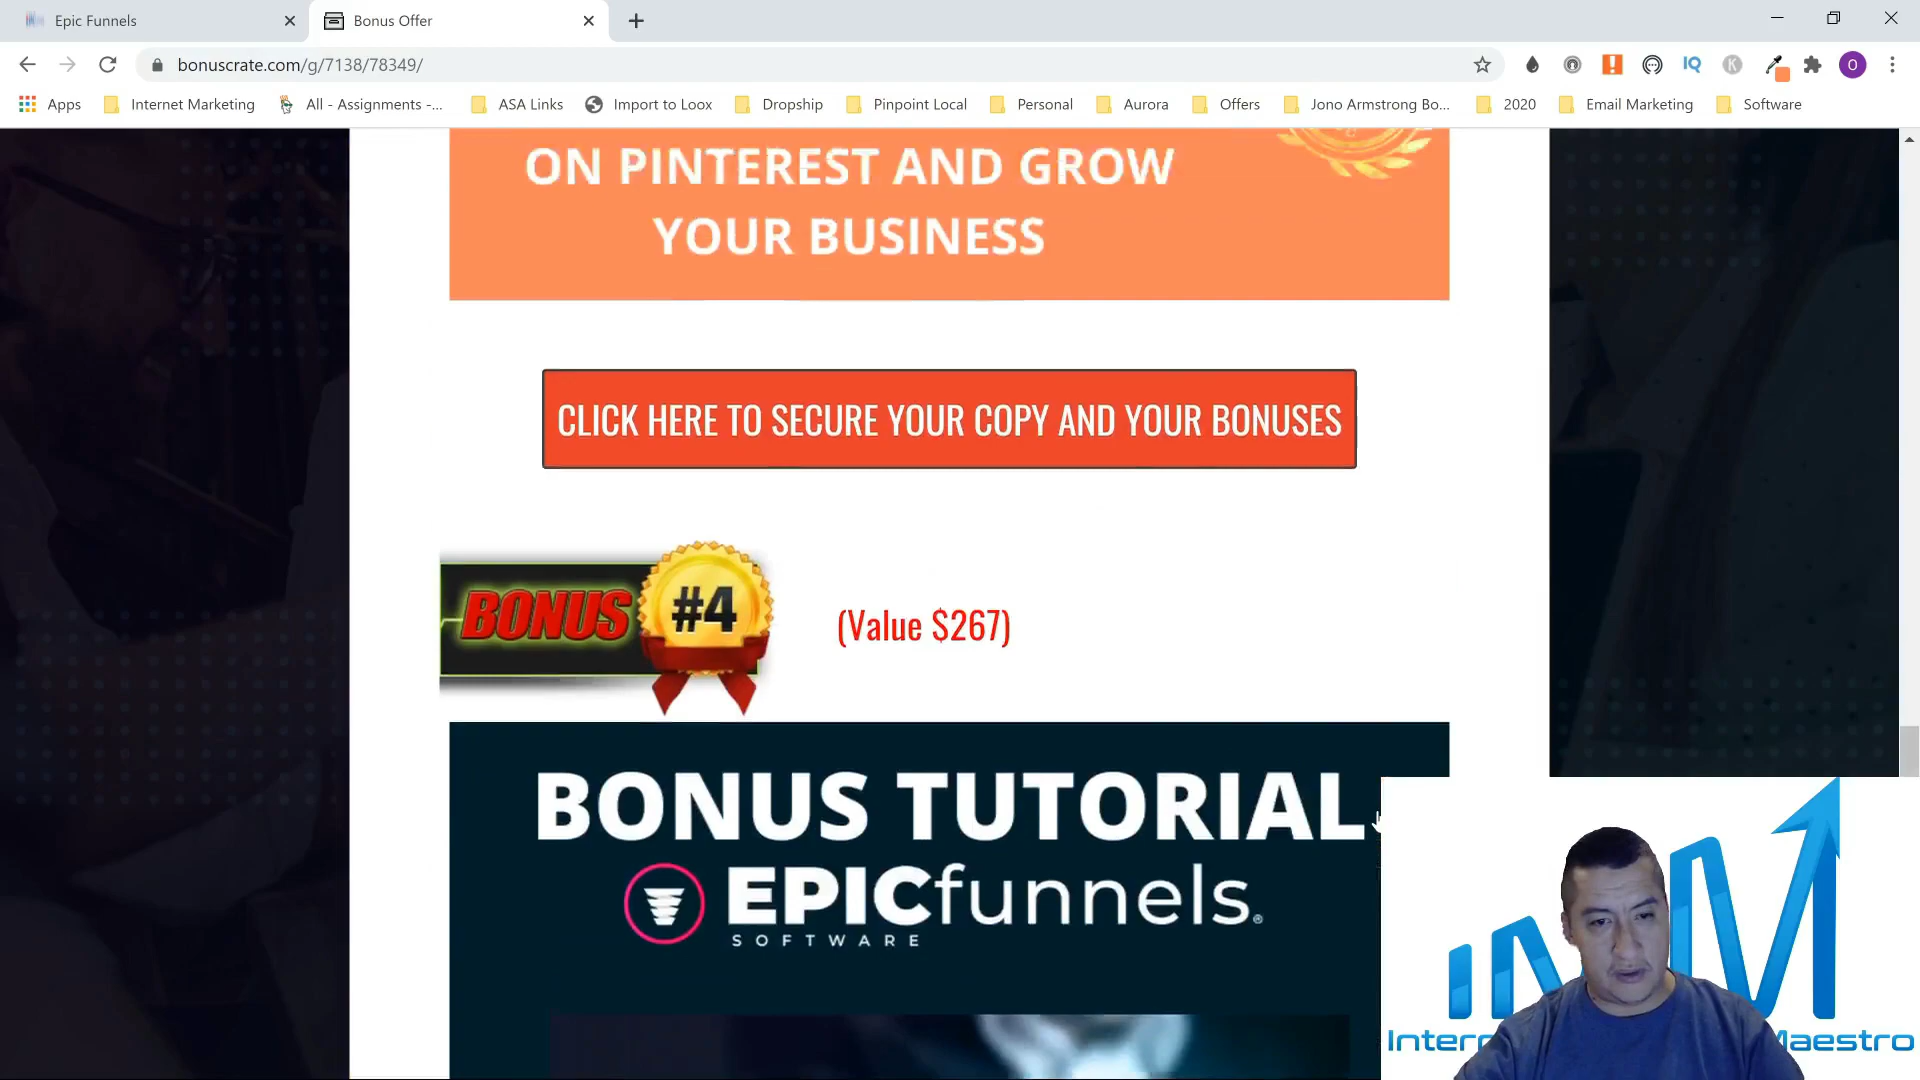 Epic Funnels
Bonus Offer
bonuscrate.com/g/7138/78349/
IQ
K
O
Apps
Internet Marketing
All - Assignments -...
ASA Links
Import to Loox
Dropship
Pinpoint Local
Personal
Aurora
Offers
Jono Armstrong Bo...
2020
Email Marketing
Software
ON PINTEREST AND GROW
YOUR BUSINESS
CLICK HERE TO SECURE YOUR COPY AND YOUR BONUSES
BONUS
#4
(Value $267)
BONUS TUTORIAL
EPICfunnels®
SOFTWARE